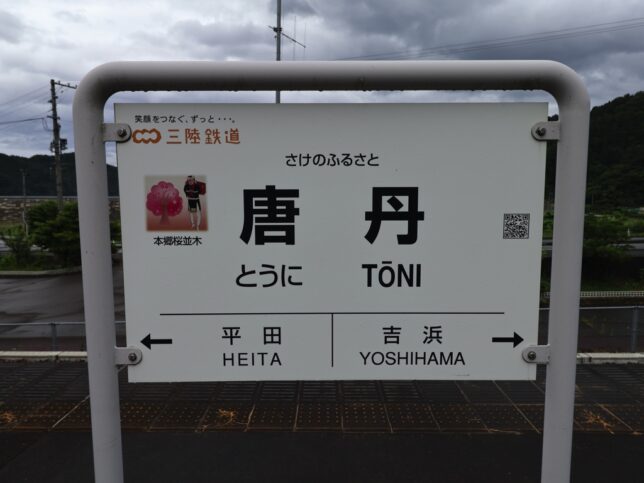 笑顔をつなぐ、ずっと・・・。
三陸鉄道
さけのふるさと
本郷桜並木
唐丹
とうに TŌNI
← 平田 吉浜 →
HEITA YOSHIHAMA